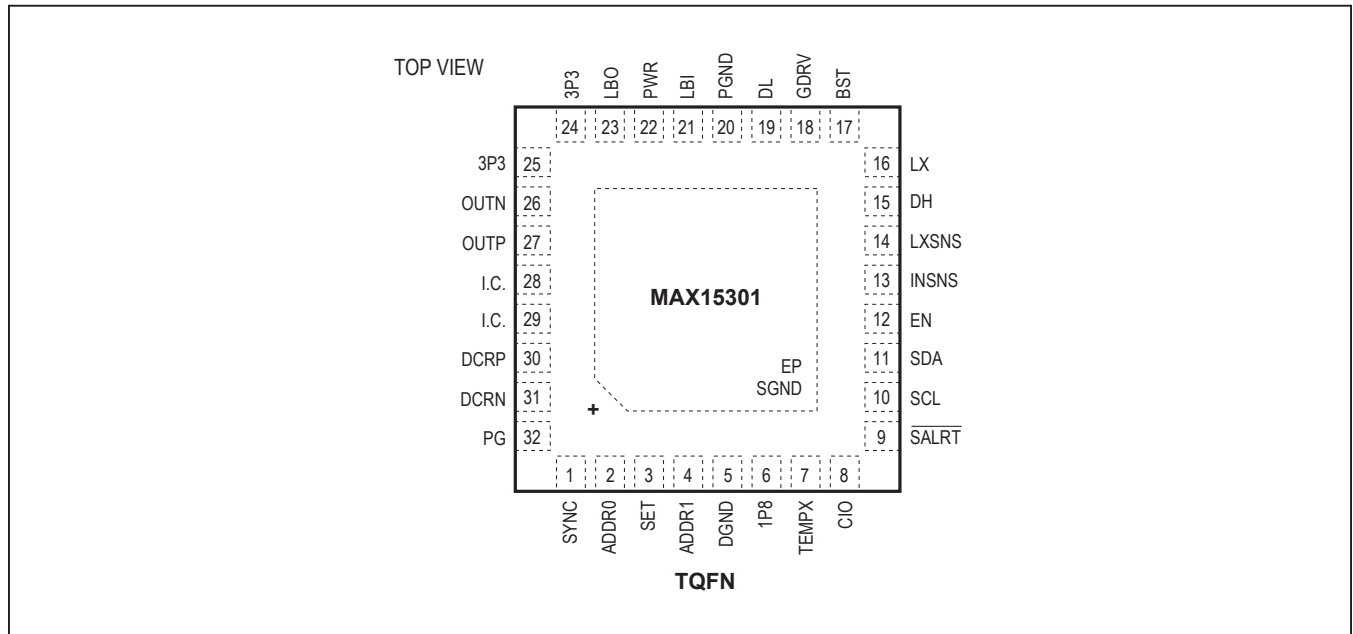 TOP VIEW
3P3 LBO PWR LBI PGND DL GDRV BST
24 23 22 21 20 19 18 17
3P3 25
OUTN 26
OUTP 27
I.C. 28
I.C. 29
DCRP 30
DCRN 31
PG 32
16 LX
15 DH
14 LXSNS
13 INSNS
12 EN
11 SDA
10 SCL
9 SALRT
MAX15301
EP
SGND
+
1 2 3 4 5 6 7 8
SYNC ADDR0 SET ADDR1 DGND 1P8 TEMPX CIO
TQFN